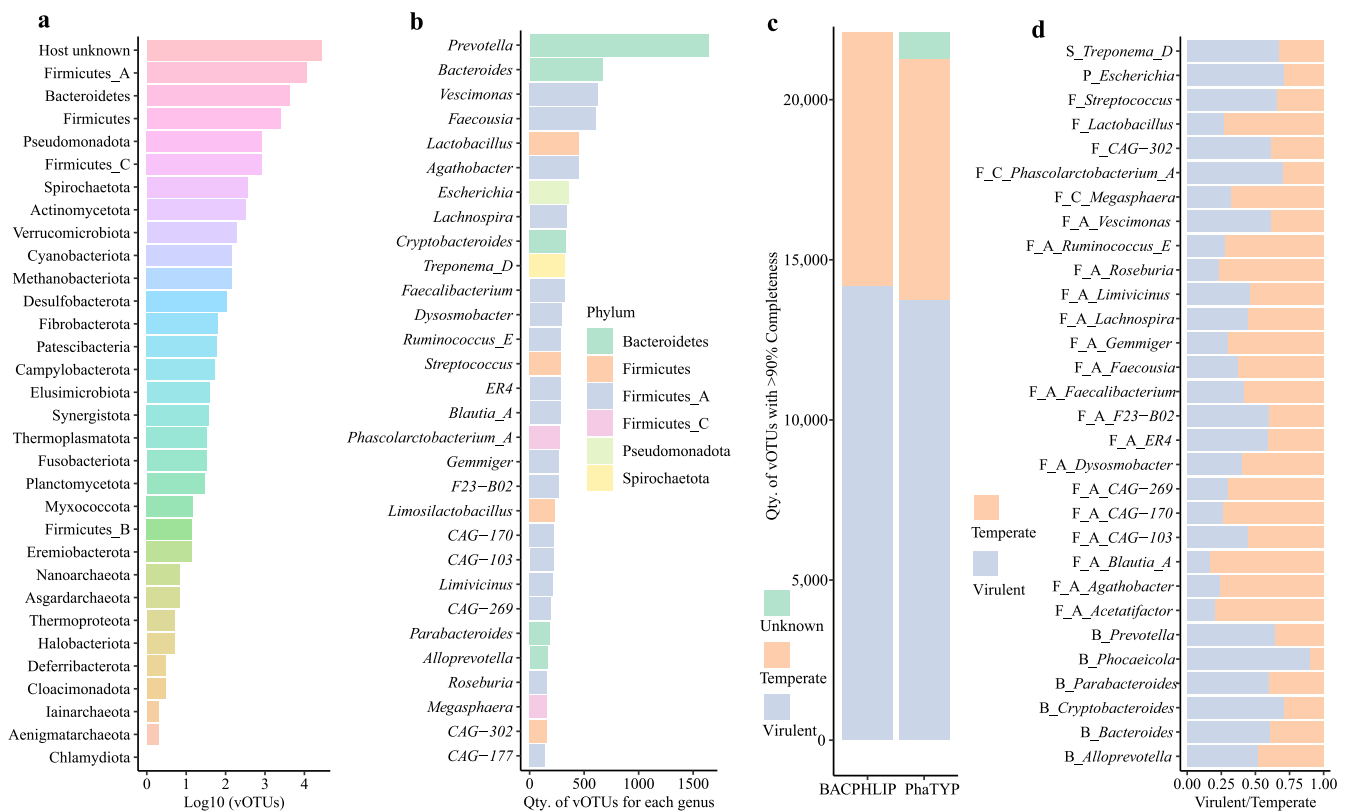 a
Host unknown
Firmicutes_A
Bacteroidetes
Firmicutes
Pseudomonadota
Firmicutes_C
Spirochaetota
Actinomycetota
Verrucomicrobiota
Cyanobacteriota
Methanobacteriota
Desulfobacterota
Fibrobacterota
Patescibacteria
Campylobacterota
Elusimicrobiota
Synergistota
Thermoplasmatota
Fusobacteriota
Planctomycetota
Myxococcota
Firmicutes_B
Eremiobacterota
Nanoarchaeota
Asgardarchaeota
Thermoproteota
Halobacteriota
Deferribacterota
Cloacimonadota
Iainarchaeota
Aenigmatarchaeota
Chlamydiota
0 1 2 3 4
Log10 (vOTUs)
b
Prevotella
Bacteroides
Vescimonas
Faecousia
Lactobacillus
Agathobacter
Escherichia
Lachnospira
Cryptobacteroides
Treponema_D
Faecalibacterium
Dysosmobacter
Ruminococcus_E
Streptococcus
ER4
Blautia_A
Phascolarctobacterium_A
Gemmiger
F23−B02
Limosilactobacillus
CAG−170
CAG−103
Limivicinus
CAG−269
Parabacteroides
Alloprevotella
Roseburia
Megasphaera
CAG−302
CAG−177
0 500 1000 1500
Qty. of vOTUs for each genus
Phylum
Bacteroidetes
Firmicutes
Firmicutes_A
Firmicutes_C
Pseudomonadota
Spirochaetota
c
Qty. of vOTUs with >90% Completeness
20,000
15,000
10,000
5,000
0
BACPHLIP PhaTYP
Unknown
Temperate
Virulent
d
S_Treponema_D
P_Escherichia
F_Streptococcus
F_Lactobacillus
F_CAG−302
F_C_Phascolarctobacterium_A
F_C_Megasphaera
F_A_Vescimonas
F_A_Ruminococcus_E
F_A_Roseburia
F_A_Limivicinus
F_A_Lachnospira
F_A_Gemmiger
F_A_Faecousia
F_A_Faecalibacterium
F_A_F23−B02
F_A_ER4
F_A_Dysosmobacter
F_A_CAG−269
F_A_CAG−170
F_A_CAG−103
F_A_Blautia_A
F_A_Agathobacter
F_A_Acetatifactor
B_Prevotella
B_Phocaeicola
B_Parabacteroides
B_Cryptobacteroides
B_Bacteroides
B_Alloprevotella
0.00 0.25 0.50 0.75 1.00
Virulent/Temperate
Temperate
Virulent